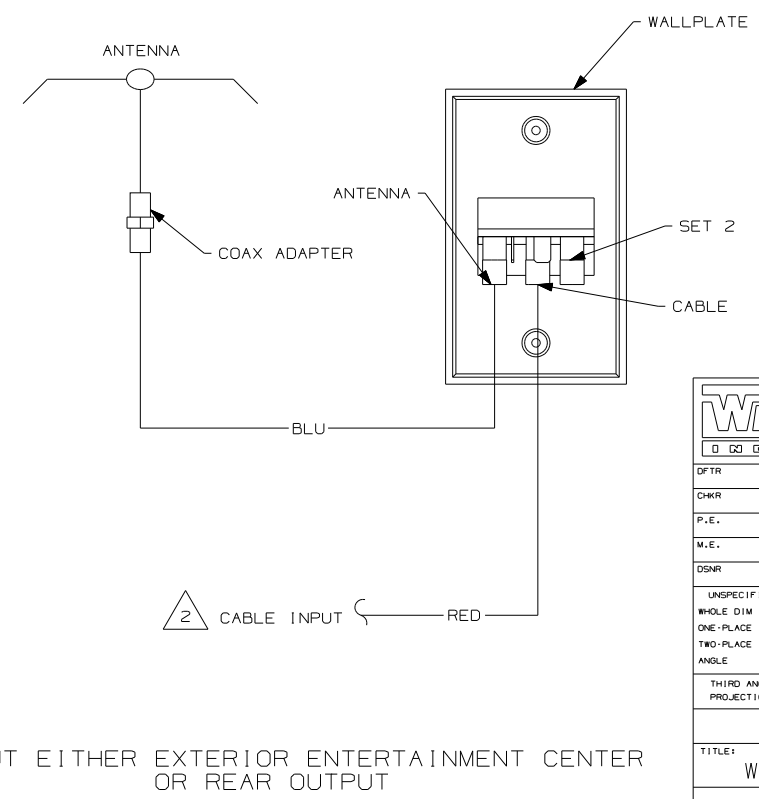 WALLPLATE
ANTENNA
ANTENNA
SET 2
COAX ADAPTER
CABLE
BLU
DFTR
CHKR
P.E.
M.E.
DSNR
2 CABLE INPUT
RED
WHOLE DIM
ONE-PLACE
TWO-PLACE
ANGLE
THIRD
EITHER EXTERIOR ENTERTAINMENT CENTER
OR REAR OUTPUT
TITLE:
W